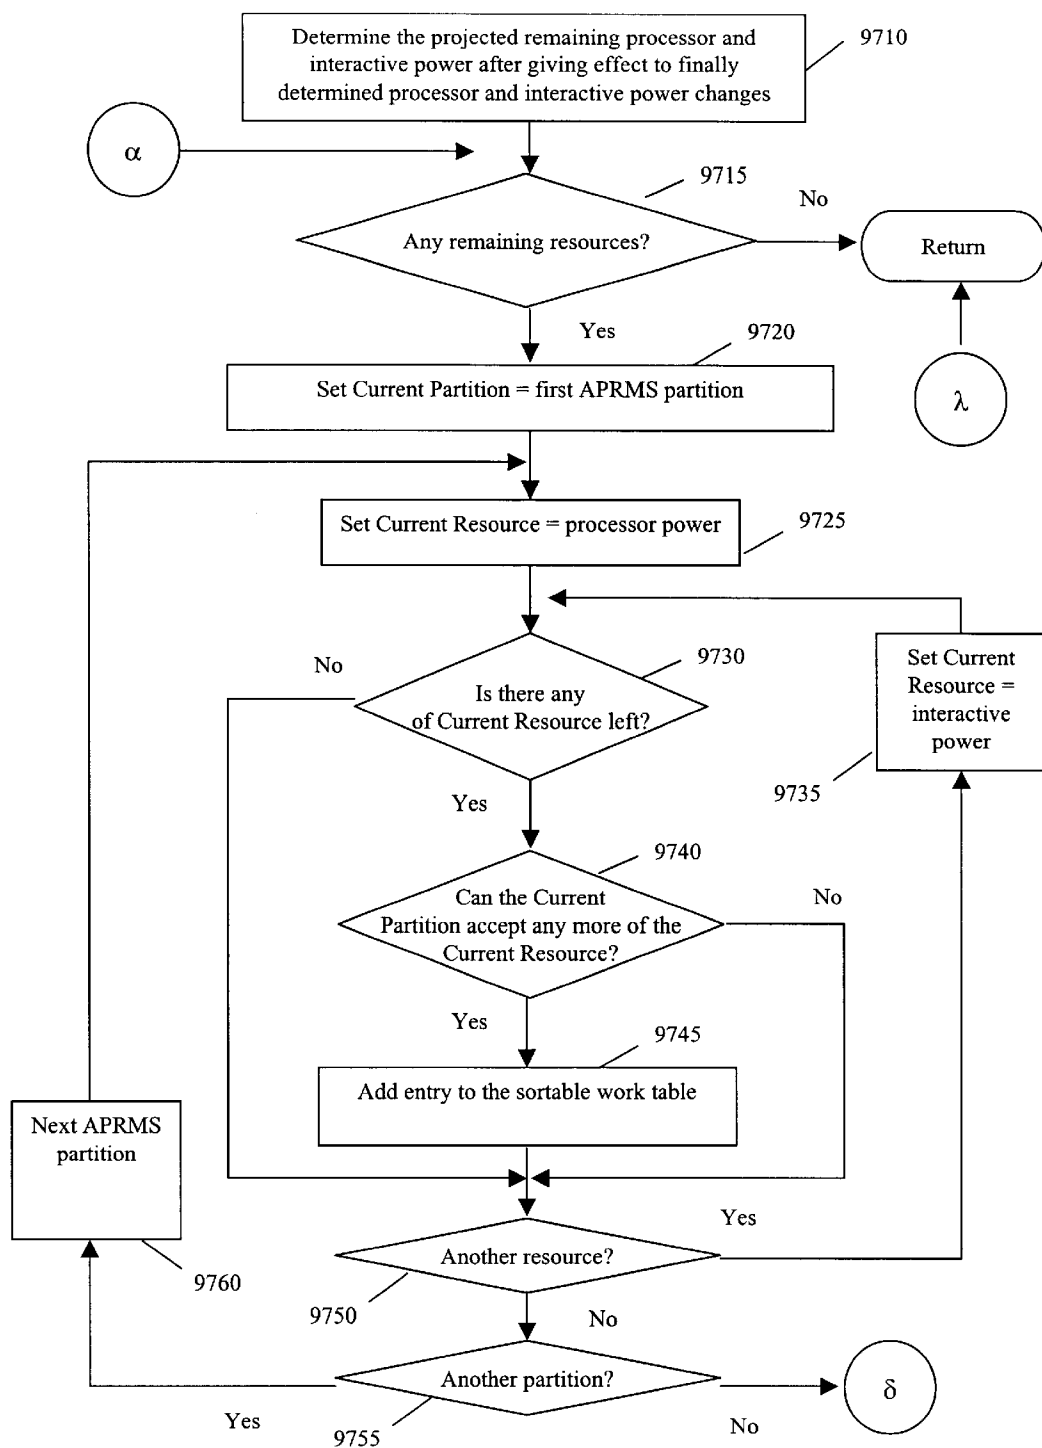 Determine the projected remaining processor and
interactive power after giving effect to finally
determined processor and interactive power changes
9710
α
9715
No
Any remaining resources?
Return
Yes
9720
Set Current Partition = first APRMS partition
λ
Set Current Resource = processor power
9725
No
9730
Set Current
Resource =
interactive
power
Is there any
of Current Resource left?
9735
Yes
9740
Can the Current
Partition accept any more of the
Current Resource?
No
Yes
9745
Add entry to the sortable work table
Next APRMS
partition
Yes
Another resource?
9760
9750
No
Another partition?
δ
Yes
9755
No